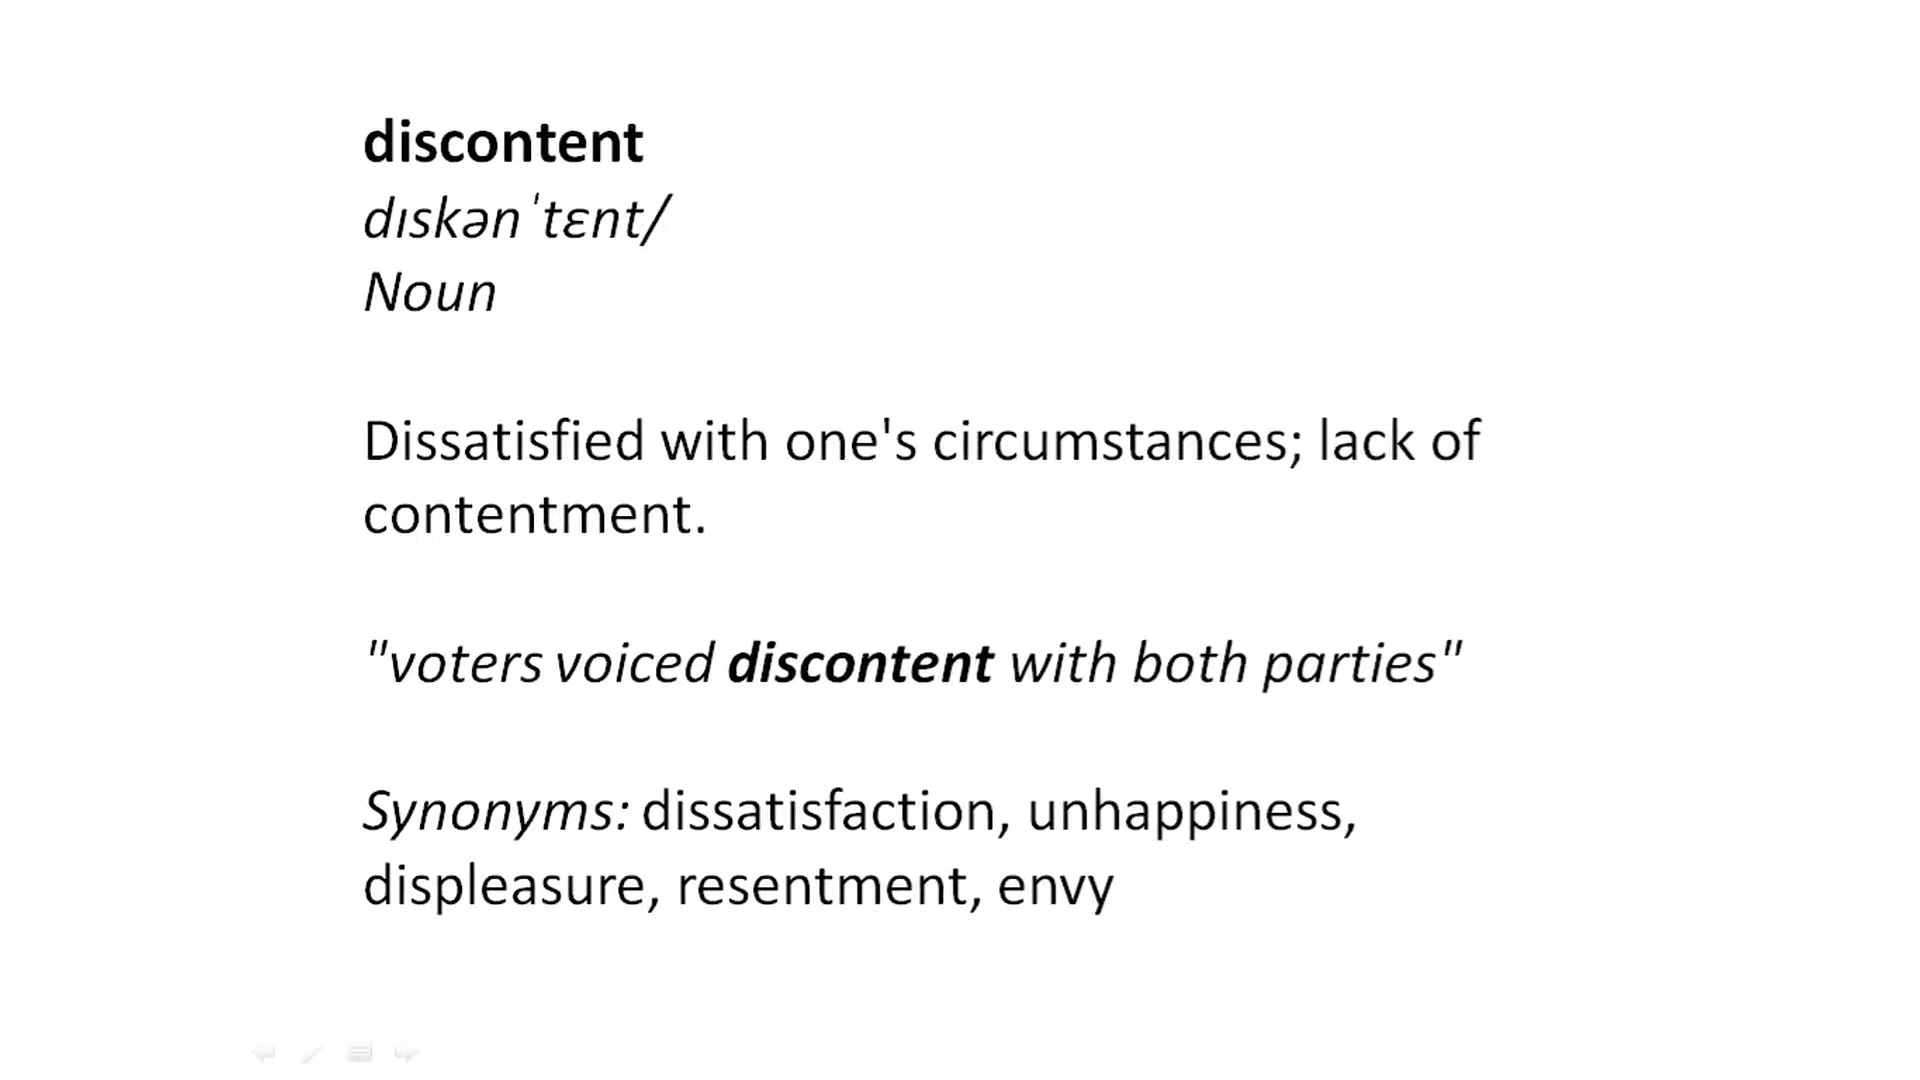 discontent
dɪskənˈtɛnt/
Noun
Dissatisfied with one's circumstances; lack of
contentment.
"voters voiced discontent with both parties"
Synonyms: dissatisfaction, unhappiness,
displeasure, resentment, envy